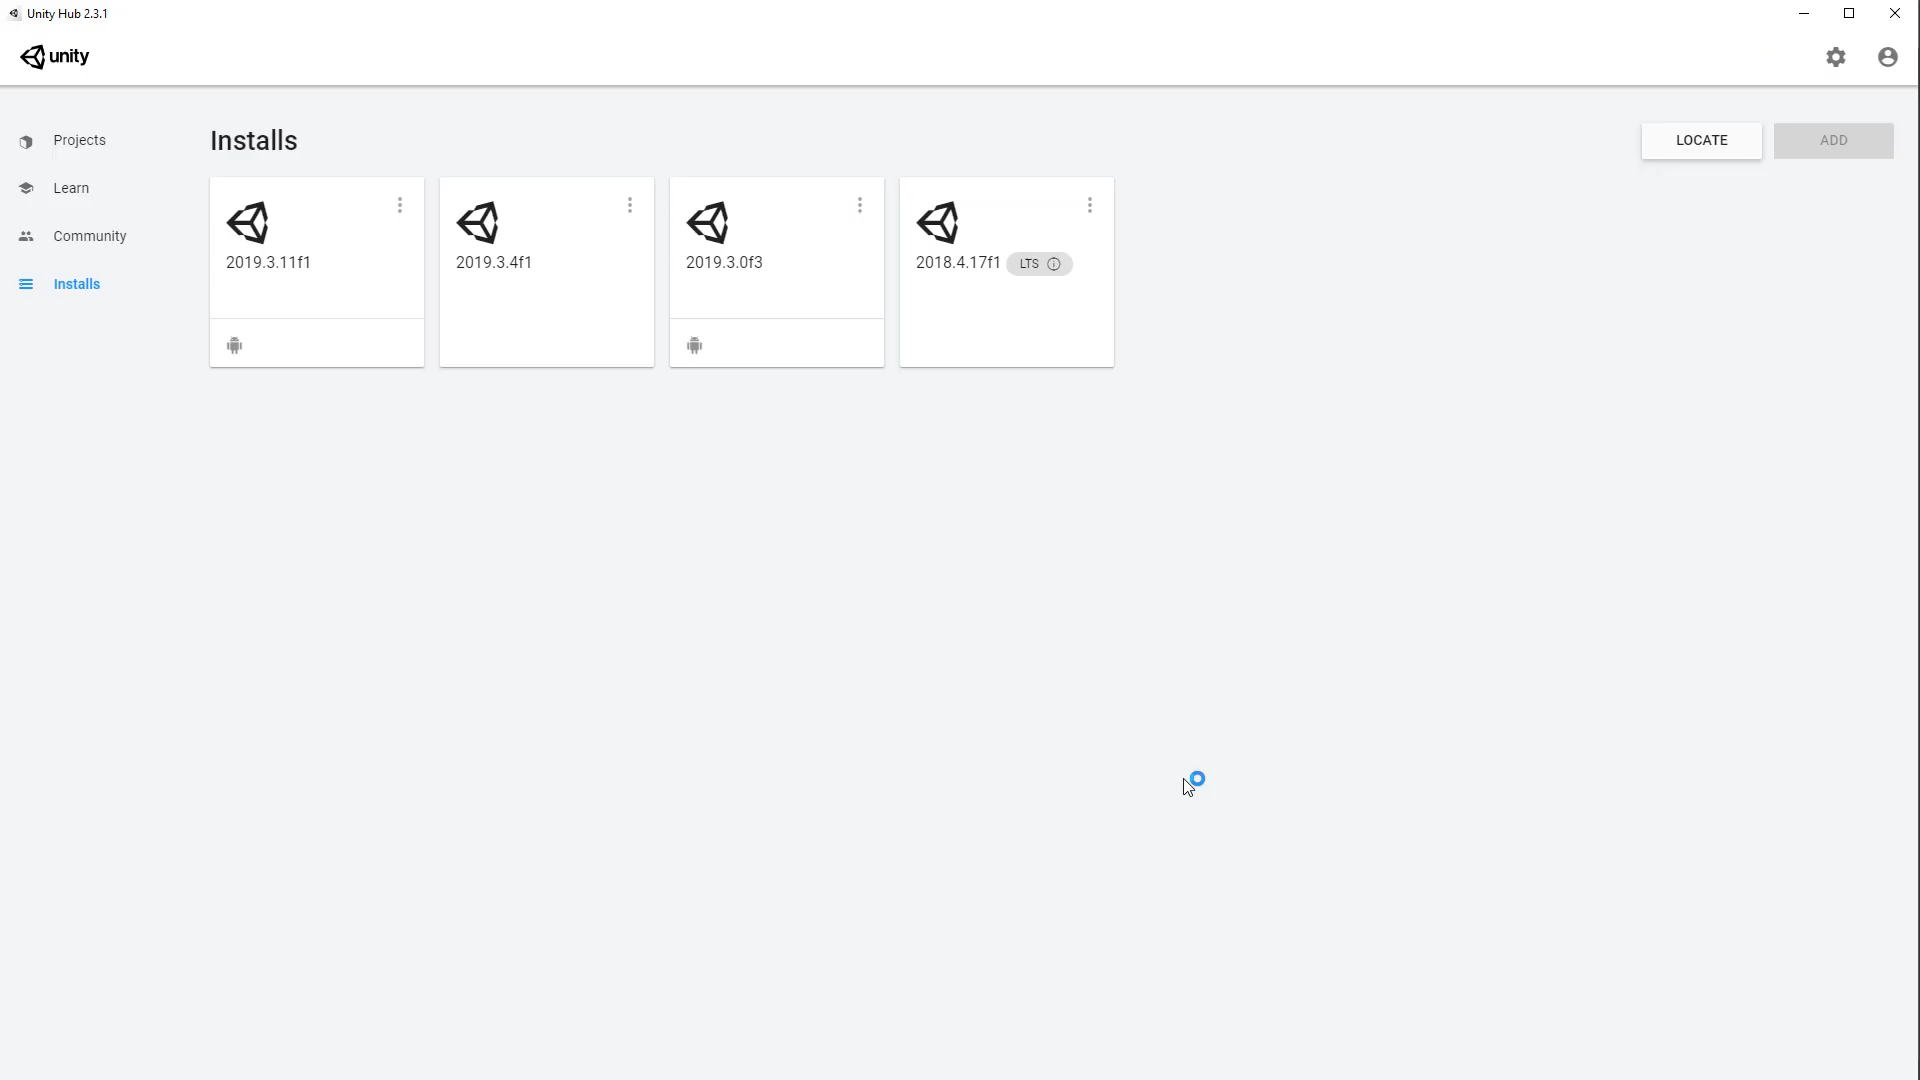 Unity Hub 2.3.1
unity
Projects
Learn
Community
Installs
Installs
LOCATE
ADD
2019.3.11f1
2019.3.4f1
2019.3.0f3
2018.4.17f1 LTS